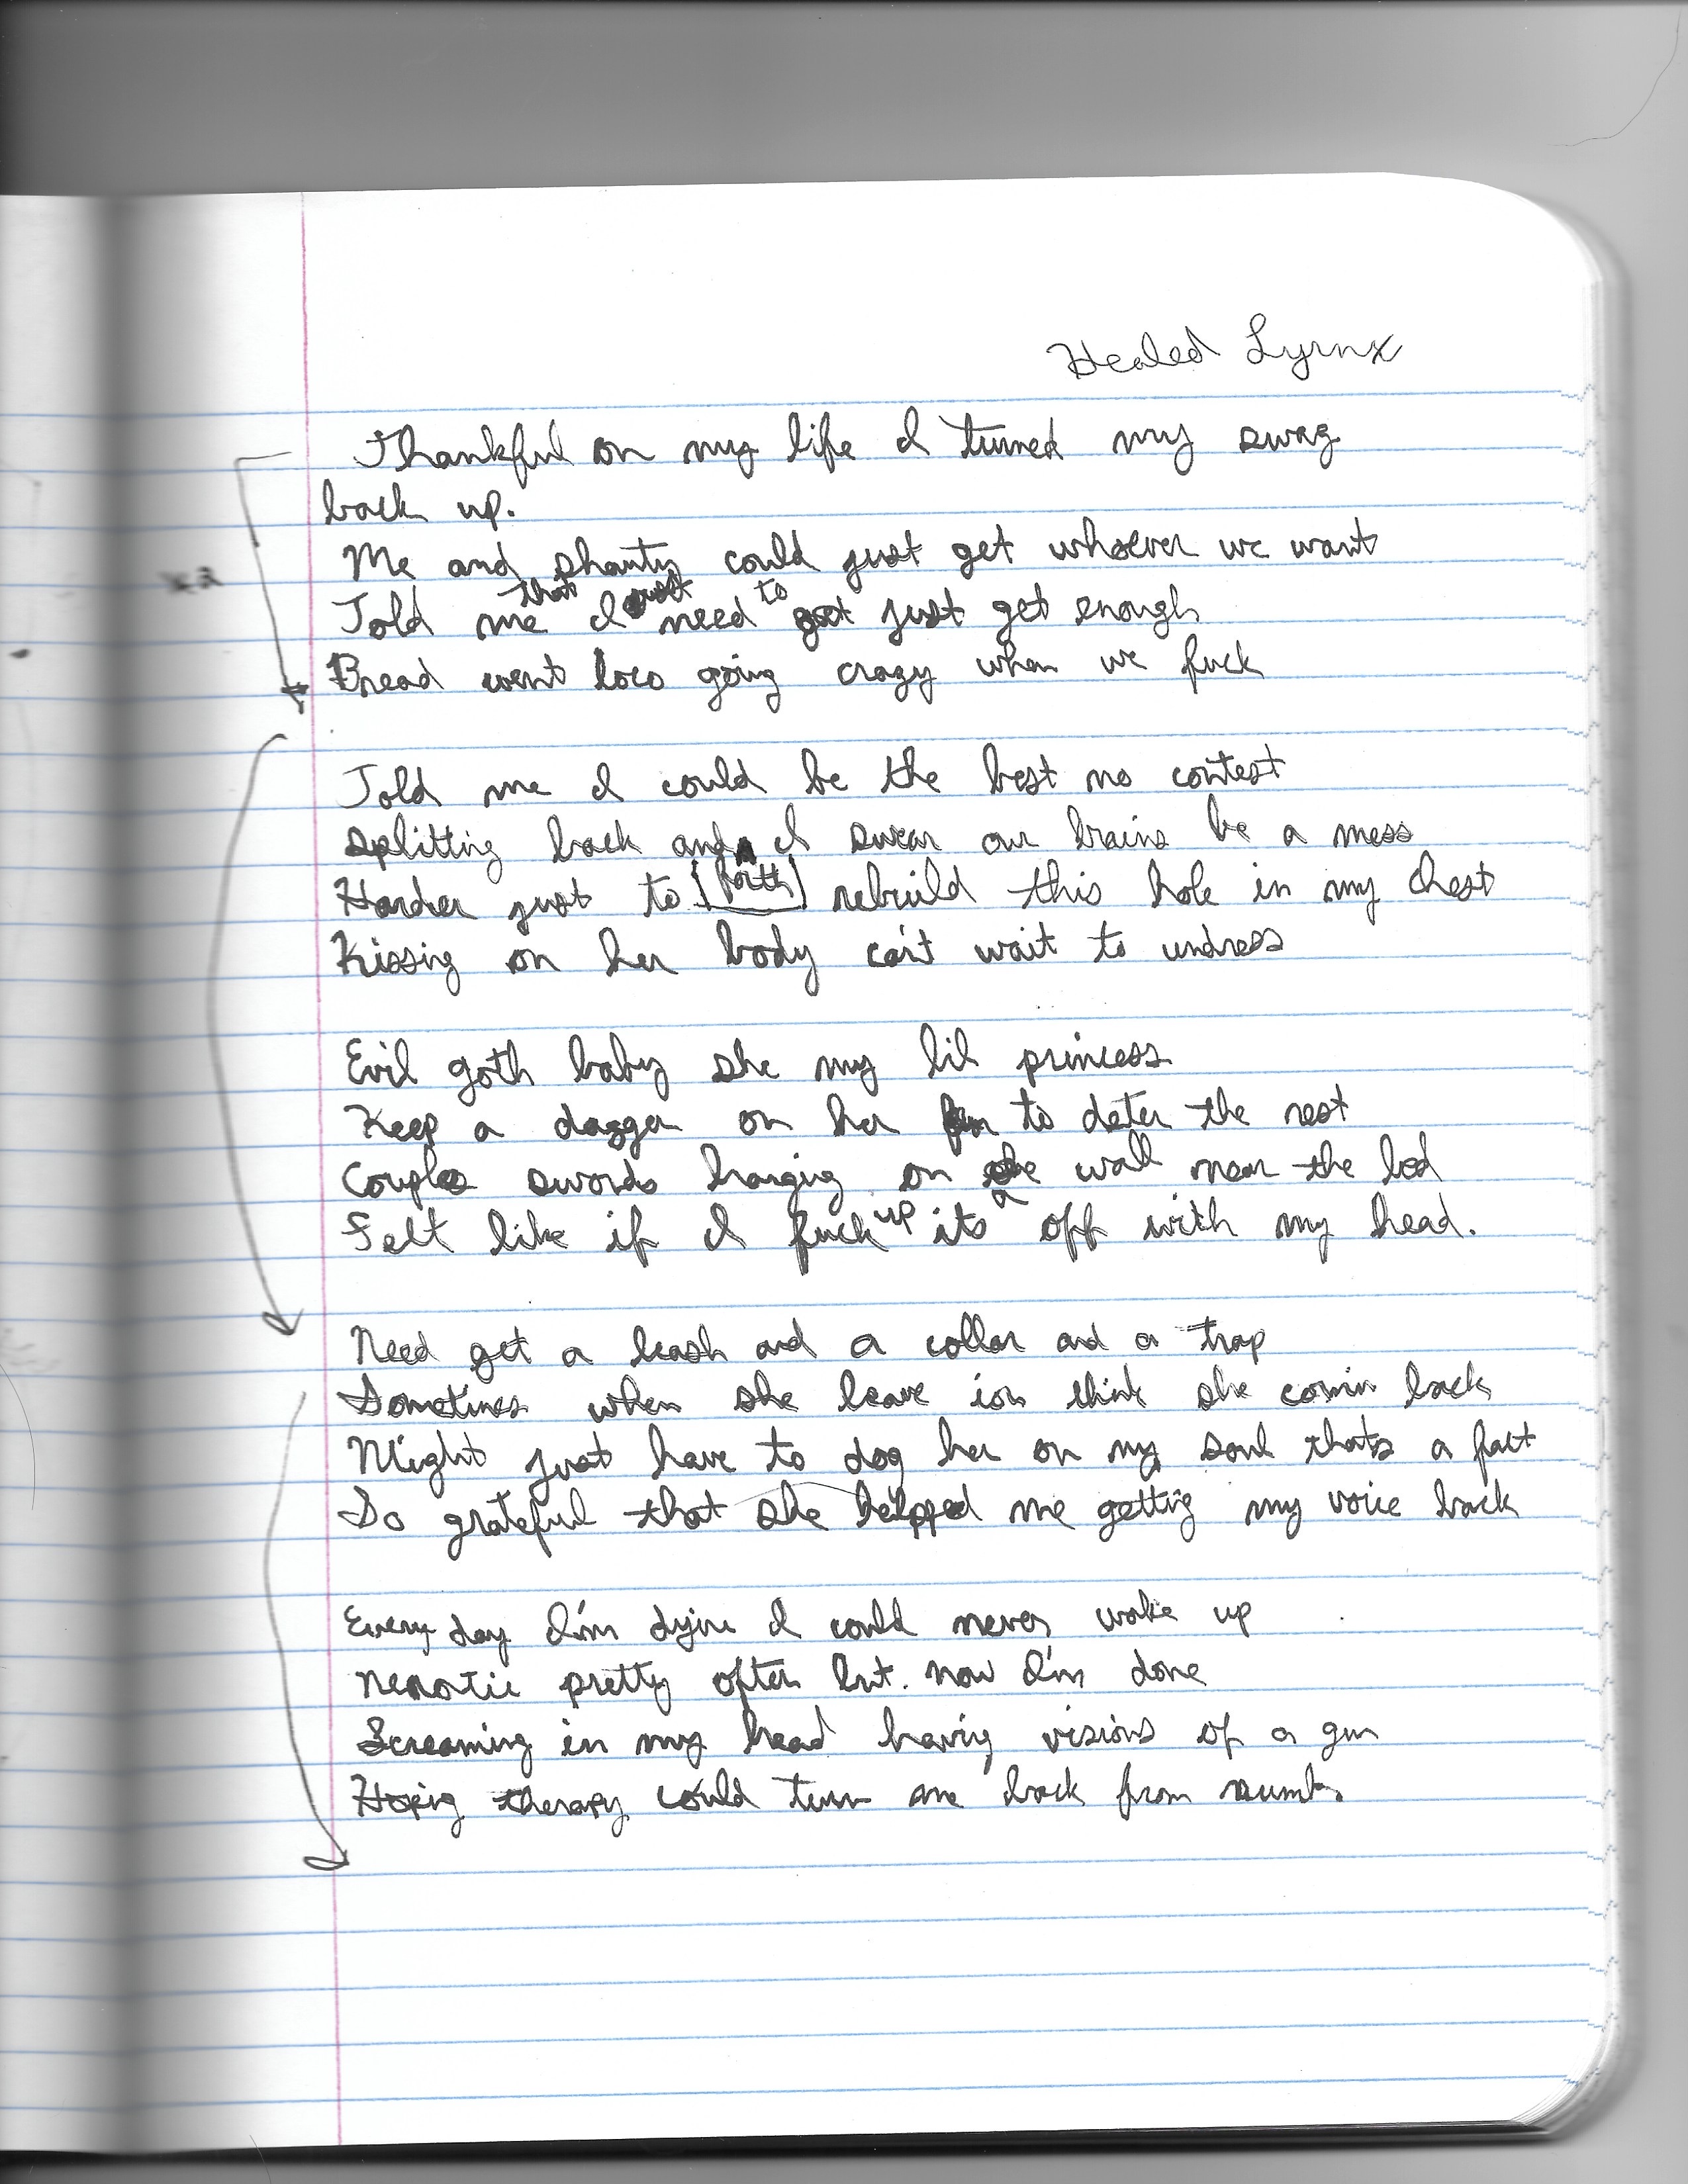 Healed Lyrnx
Thankful on my life I turned my swag
back up.
Me and shanty could just get whoever we want
Told me that I need to just get enough
Bread went loco going crazy when we fuck
x2
Told me I could be the best no contest
Splitting back and [forth] I swear our brains be a mess
Harder just to rebuild this hole in my chest
Kissing on her body can't wait to undress
Evil goth baby she my lil princess
Keep a dagger on her to deter the rest
Couple swords hanging on the wall near the bed
Felt like if I fuck up its a off with my head.
Need get a leash and a collar and a trap
Sometimes when she leave ion think she comin back
Might just have to dog her on my soul thats a fact
So grateful that she helped me getting my voice back
Every day I'm dyin I could never wake up
pretty often but now I'm done
Screaming in my head having visions of a gun
Hoping therapy could turn me back from numb.